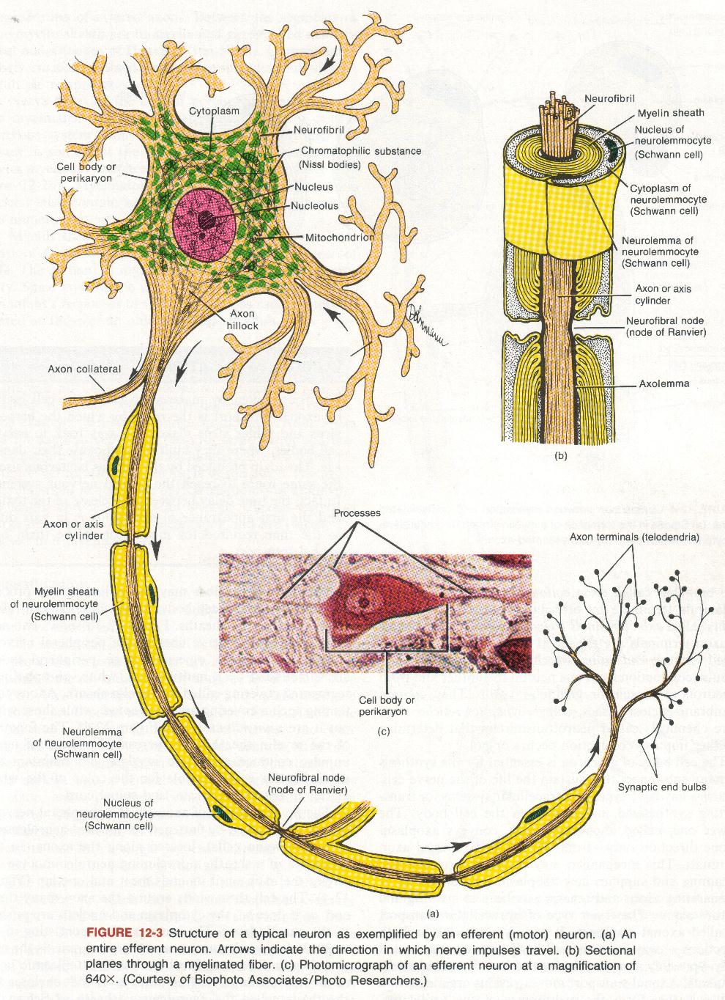 Cytoplasm
Neurofibril
Chromatophilic substance
(Nissl bodies)
Cell body or
perikaryon
Nucleus
Nucleolus
Mitochondrion
Axon
hillock
Axon collateral
Axon or axis
cylinder
Myelin sheath
of neurolemmocyte
(Schwann cell)
Neurolemma
of neurolemmocyte
(Schwann cell)
Nucleus of
neurolemmocyte
(Schwann cell)
Neurofibral node
(node of Ranvier)
Axon terminals (telodendria)
Synaptic end bulbs
(a)
Neurofibril
Myelin sheath
Nucleus of
neurolemmocyte
(Schwann cell)
Cytoplasm of
neurolemmocyte
(Schwann cell)
Neurolemma of
neurolemmocyte
(Schwann cell)
Axon or axis
cylinder
Neurofibral node
(node of Ranvier)
Axolemma
(b)
Processes
Cell body or
perikaryon
(c)
FIGURE 12-3 Structure of a typical neuron as exemplified by an efferent (motor) neuron. (a) An
entire efferent neuron. Arrows indicate the direction in which nerve impulses travel. (b) Sectional
planes through a myelinated fiber. (c) Photomicrograph of an efferent neuron at a magnification of
640×. (Courtesy of Biophoto Associates/Photo Researchers.)